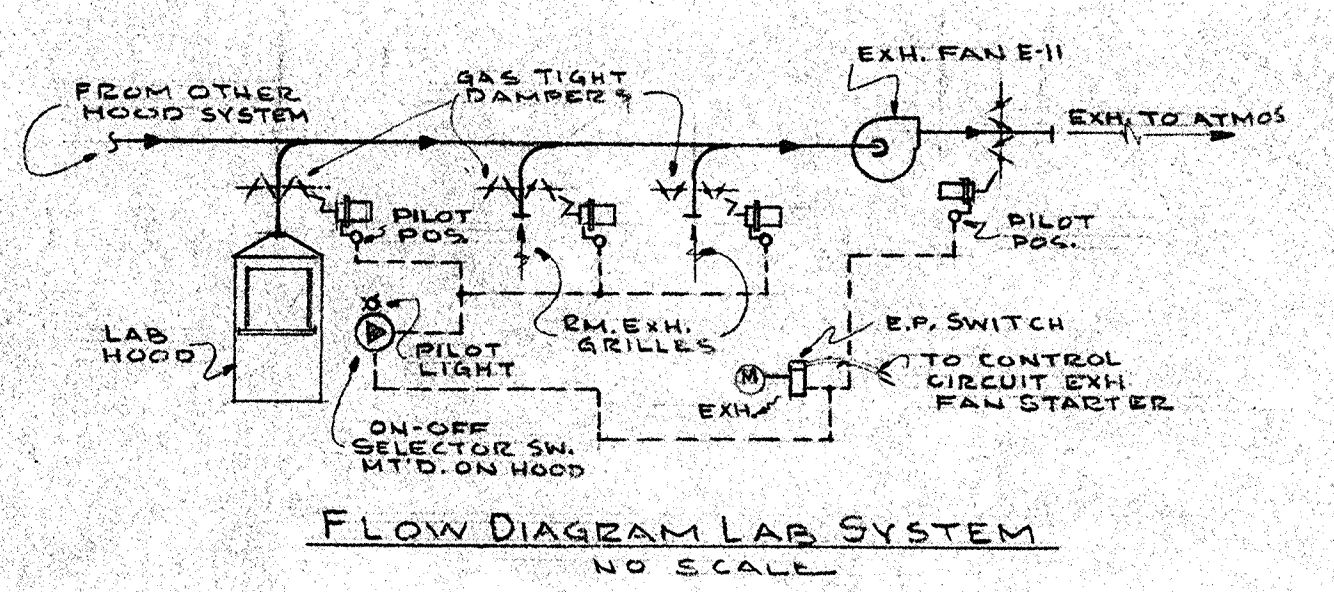 EXH. FAN E-11
FROM OTHER
HOOD SYSTEM
GAS TIGHT
DAMPERS
EXH. TO ATMOS
PILOT
POS.
PILOT
POS.
LAB
HOOD
PILOT
LIGHT
RM. EXH.
GRILLES
E.P. SWITCH
M
EXH.
TO CONTROL
CIRCUIT EXH
FAN STARTER
ON-OFF
SELECTOR SW.
MT'D. ON HOOD
FLOW DIAGRAM LAB SYSTEM
NO SCALE